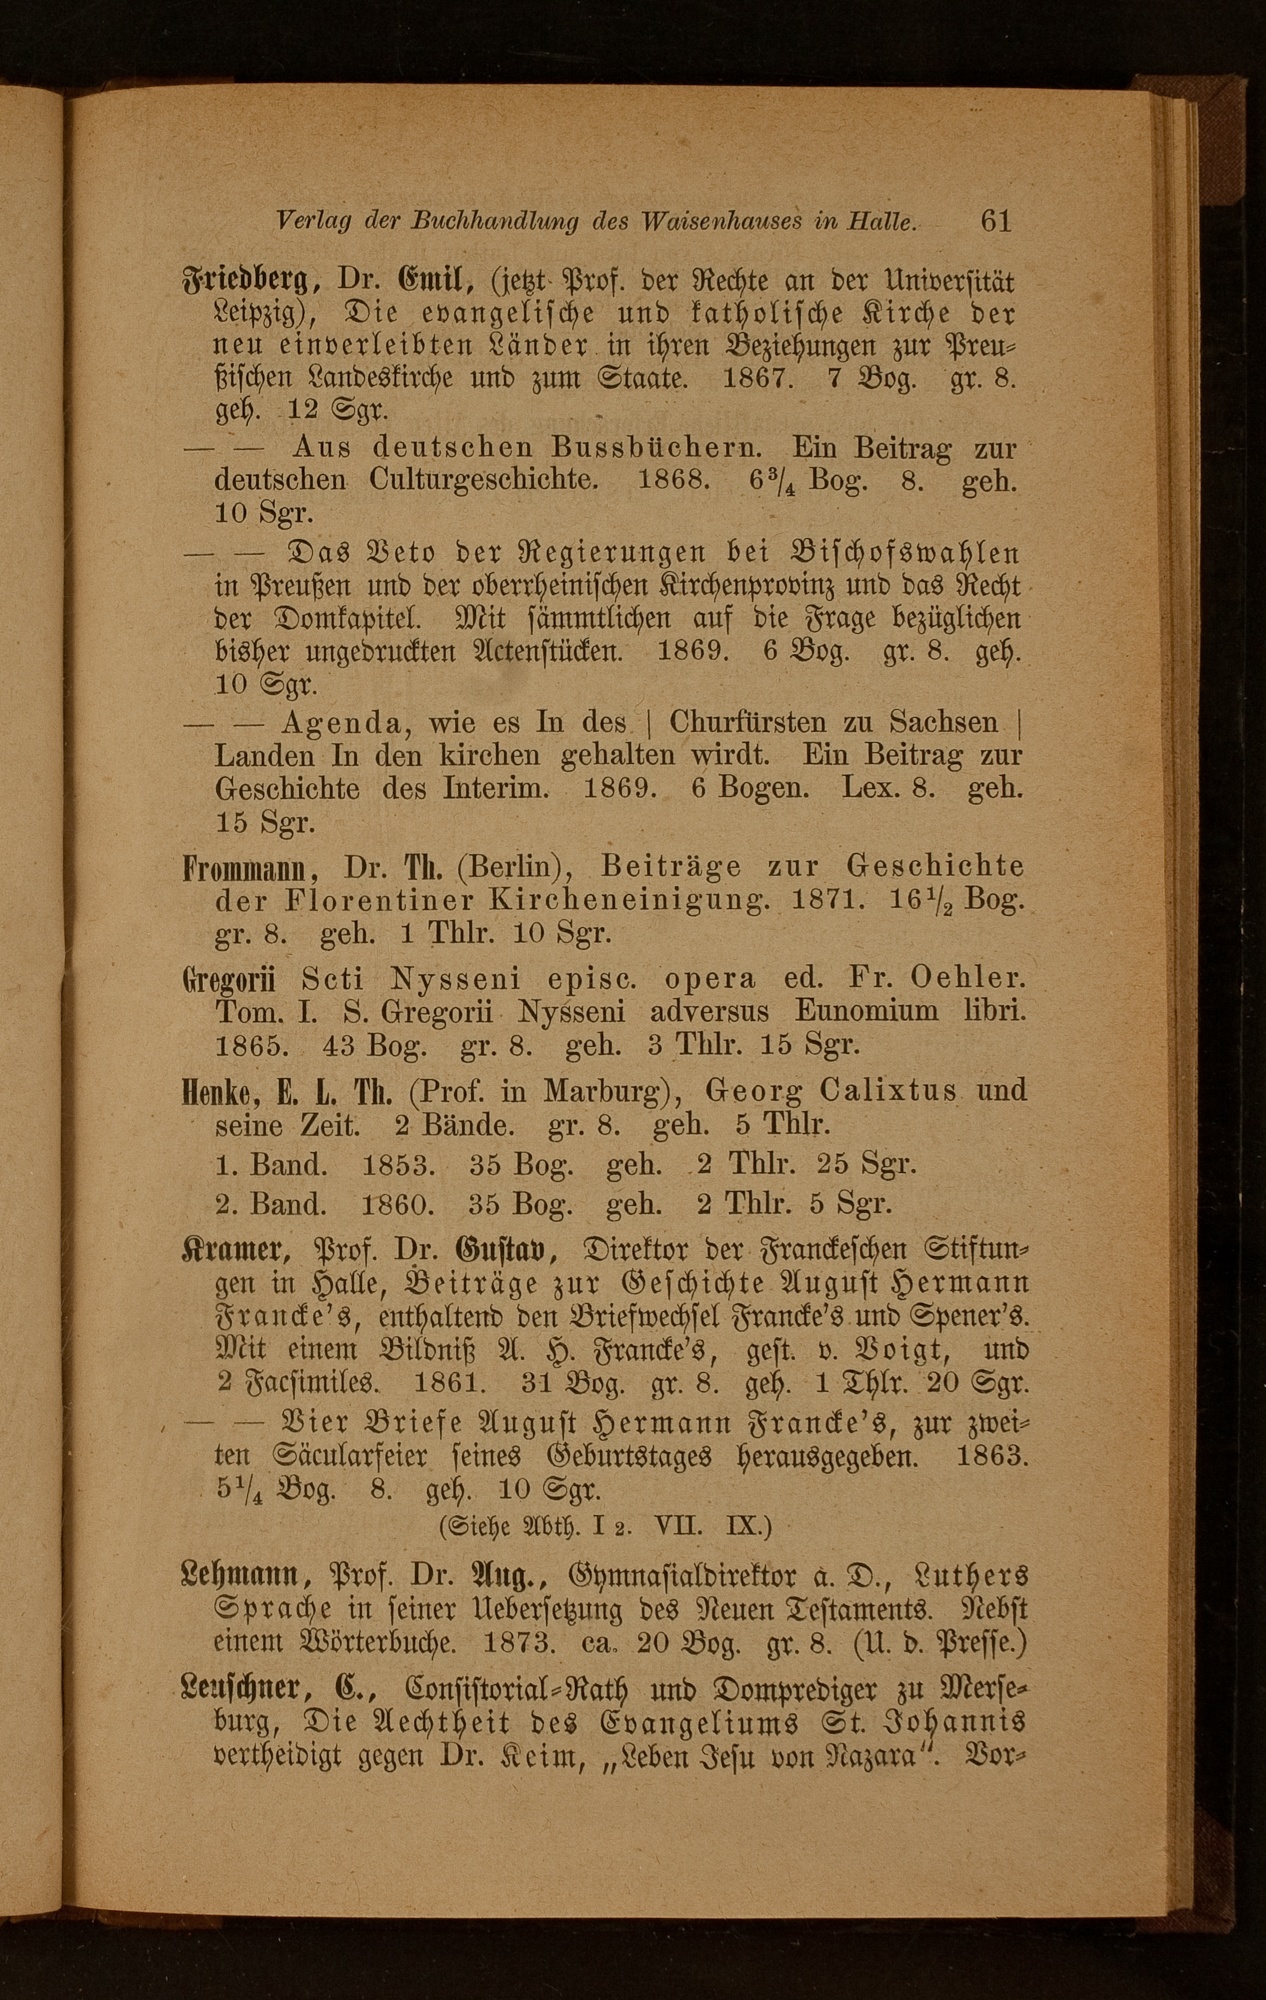 Verlag der Buchhandlung des Waisenhauses in Halle. 61
Friedberg, Dr. Emil, (jetzt Prof. der Rechte an der Universität
Leipzig), Die evangelische und katholische Kirche der
neu einverleibten Länder in ihren Beziehungen zur Preu-
ßischen Landeskirche und zum Staate. 1867. 7 Bog. gr. 8.
geh. 12 Sgr.
— — Aus deutschen Bussbüchern. Ein Beitrag zur
deutschen Culturgeschichte. 1868. 6¾ Bog. 8. geh.
10 Sgr.
— — Das Veto der Regierungen bei Bischofswahlen
in Preußen und der oberrheinischen Kirchenprovinz und das Recht
der Domkapitel. Mit sämmtlichen auf die Frage bezüglichen
bisher ungedruckten Actenstücken. 1869. 6 Bog. gr. 8. geh.
10 Sgr.
— — Agenda, wie es In des | Churfürsten zu Sachsen |
Landen In den kirchen gehalten wirdt. Ein Beitrag zur
Geschichte des Interim. 1869. 6 Bogen. Lex. 8. geh.
15 Sgr.
Frommann, Dr. Th. (Berlin), Beiträge zur Geschichte
der Florentiner Kircheneinigung. 1871. 16½ Bog.
gr. 8. geh. 1 Thlr. 10 Sgr.
Gregorii Scti Nysseni episc. opera ed. Fr. Oehler.
Tom. I. S. Gregorii Nysseni adversus Eunomium libri.
1865. 43 Bog. gr. 8. geh. 3 Thlr. 15 Sgr.
Henke, E. L. Th. (Prof. in Marburg), Georg Calixtus und
seine Zeit. 2 Bände. gr. 8. geh. 5 Thlr.
1. Band. 1853. 35 Bog. geh. 2 Thlr. 25 Sgr.
2. Band. 1860. 35 Bog. geh. 2 Thlr. 5 Sgr.
Kramer, Prof. Dr. Gustav, Direktor der Franckeschen Stiftun-
gen in Halle, Beiträge zur Geschichte August Hermann
Francke's, enthaltend den Briefwechsel Francke's und Spener's.
Mit einem Bildniß A. H. Francke's, gest. v. Voigt, und
2 Facsimiles. 1861. 31 Bog. gr. 8. geh. 1 Thlr. 20 Sgr.
— — Vier Briefe August Hermann Francke's, zur zwei-
ten Säcularfeier seines Geburtstages herausgegeben. 1863.
5¼ Bog. 8. geh. 10 Sgr.
(Siehe Abth. I 2. VII. IX.)
Lehmann, Prof. Dr. Aug., Gymnasialdirektor a. D., Luthers
Sprache in seiner Uebersetzung des Neuen Testaments. Nebst
einem Wörterbuche. 1873. ca. 20 Bog. gr. 8. (U. d. Presse.)
Leuschner, C., Consistorial-Rath und Domprediger zu Merse-
burg, Die Aechtheit des Evangeliums St. Johannis
vertheidigt gegen Dr. Keim, „Leben Jesu von Nazara“. Vor-